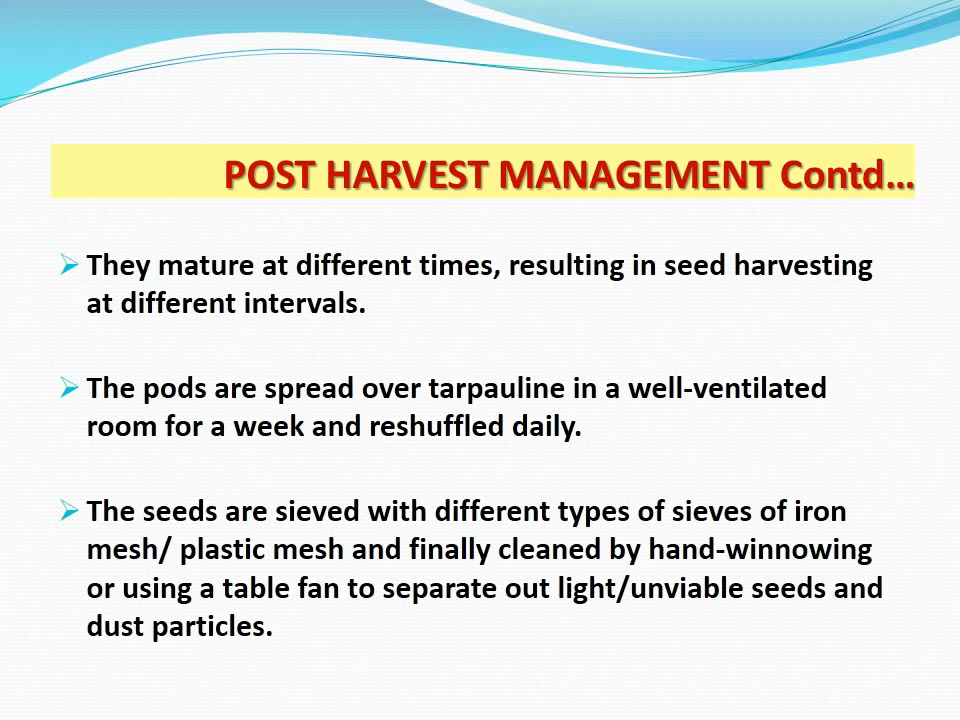 POST HARVEST MANAGEMENT Contd...
They mature at different times, resulting in seed harvesting
at different intervals.
The pods are spread over tarpauline in a well-ventilated
room for a week and reshuffled daily.
The seeds are sieved with different types of sieves of iron
mesh/ plastic mesh and finally cleaned by hand-winnowing
or using a table fan to separate out light/unviable seeds and
dust particles.